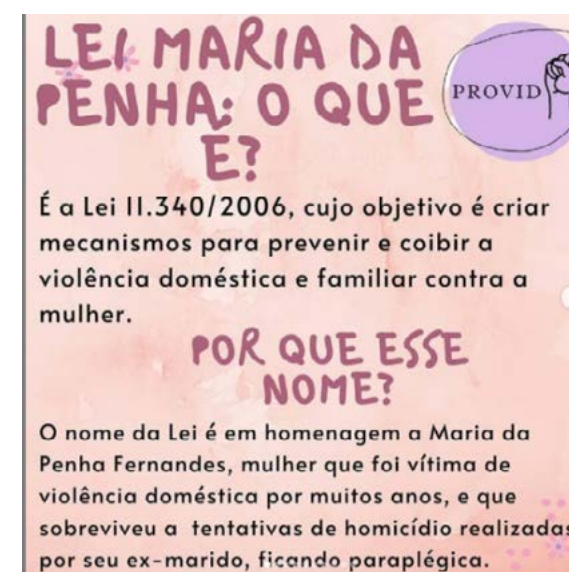 LEI MARIA DA
PENHA: O QUE
É?
PROVID
É a Lei 11.340/2006, cujo objetivo é criar
mecanismos para prevenir e coibir a
violência doméstica e familiar contra a
mulher.
POR QUE ESSE
NOME?
O nome da Lei é em homenagem a Maria da
Penha Fernandes, mulher que foi vítima de
violência doméstica por muitos anos, e que
sobreviveu a tentativas de homicídio realizadas
por seu ex-marido, ficando paraplégica.